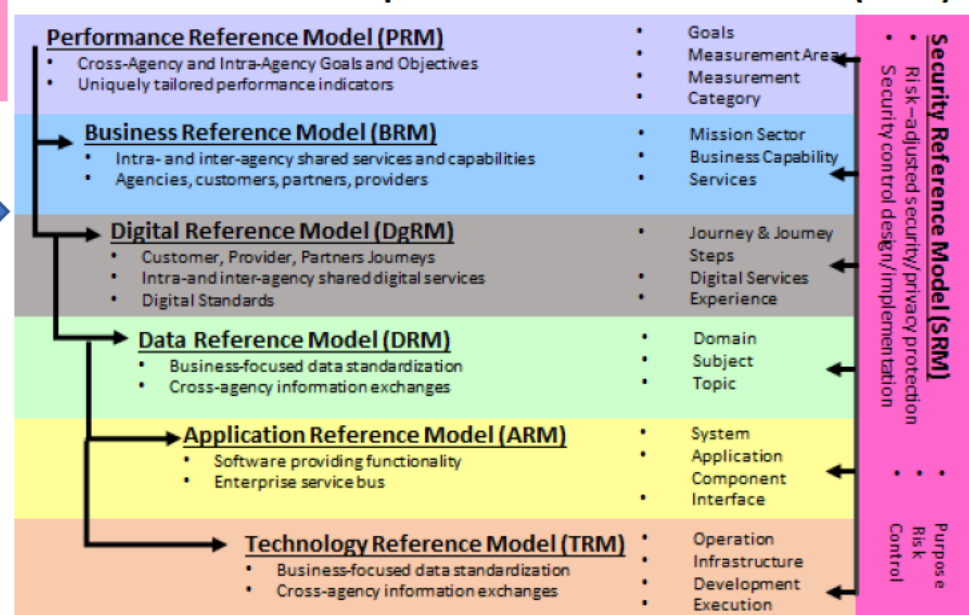 Performance Reference Model (PRM)
• Cross-Agency and Intra-Agency Goals and Objectives
• Uniquely tailored performance indicators
• Goals
• Measurement Area
• Measurement
• Category
Business Reference Model (BRM)
• Intra- and inter-agency shared services and capabilities
• Agencies, customers, partners, providers
• Mission Sector
• Business Capability
• Services
Digital Reference Model (DgRM)
• Customer, Provider, Partners Journeys
• Intra-and inter-agency shared digital services
• Digital Standards
• Journey & Journey
Steps
• Digital Services
• Experience
Data Reference Model (DRM)
• Business-focused data standardization
• Cross-agency information exchanges
• Domain
• Subject
• Topic
Application Reference Model (ARM)
• Software providing functionality
• Enterprise service bus
• System
• Application
Component
• Interface
Technology Reference Model (TRM)
• Business-focused data standardization
• Cross-agency information exchanges
• Operation
• Infrastructure
• Development
• Execution
Security Reference Model (SRM)
• Risk–adjusted security/privacy protection
• Security control design/implementation
• Purpose
• Risk
• Control